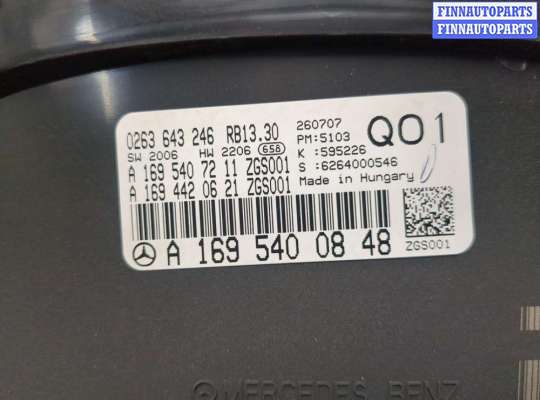 FINNAUTOPARTS
FINNAUTOPARTS
0263 643 246 RB13.30
SW 2006 HW 2206 658
A 169 540 72 11 ZGS001
A 169 442 06 21 ZGS001
260707
PM:5103
K :595226
S :6264000546
Made in Hungary
Q01
A 169 540 08 48
ZGS001
MERCEDES BENZ